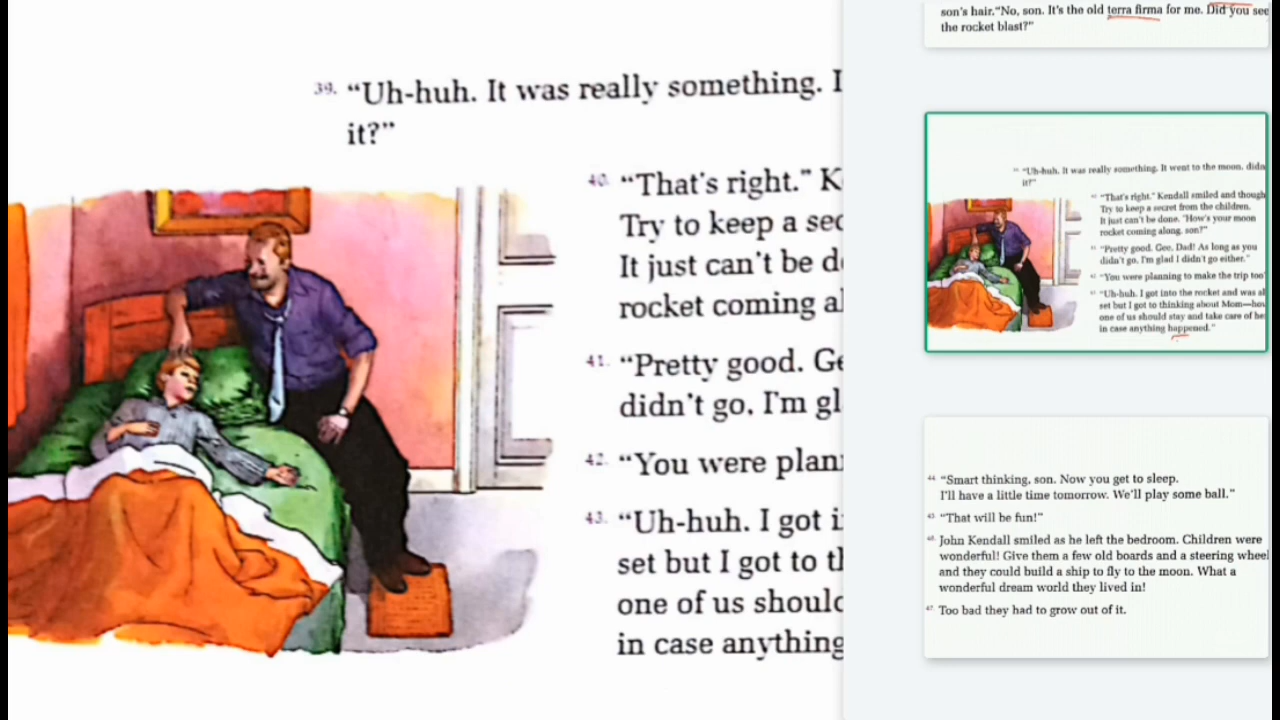 39. “Uh-huh. It was really something. I
it?”
40. “That's right.” K
Try to keep a sec
It just can't be d
rocket coming al
41. “Pretty good. Ge
didn't go. I'm gl
42. “You were plan
43. “Uh-huh. I got i
set but I got to t
one of us should
in case anything
son's hair.“No, son. It's the old terra firma for me. Did you see
the rocket blast?”
“Uh-huh. It was really something. It went to the moon, didn
it?”
“That's right.” Kendall smiled and though
Try to keep a secret from the children.
It just can't be done. “How's your moon
rocket coming along, son?”
“Pretty good. Gee, Dad! As long as you
didn't go, I'm glad I didn't go either.”
“You were planning to make the trip too
“Uh-huh. I got into the rocket and was al
set but I got to thinking about Mom—how
one of us should stay and take care of he
in case anything happened.”
44. “Smart thinking, son. Now you get to sleep.
I'll have a little time tomorrow. We'll play some ball.”
“That will be fun!”
John Kendall smiled as he left the bedroom. Children were
wonderful! Give them a few old boards and a steering wheel
and they could build a ship to fly to the moon. What a
wonderful dream world they lived in!
47. Too bad they had to grow out of it.